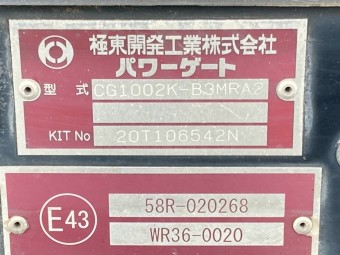 極東開発工業株式会社
パワーゲート
型式 CG1002K-B3MRA2
KIT No 20T106542N
E43
58R-020268
WR36-0020